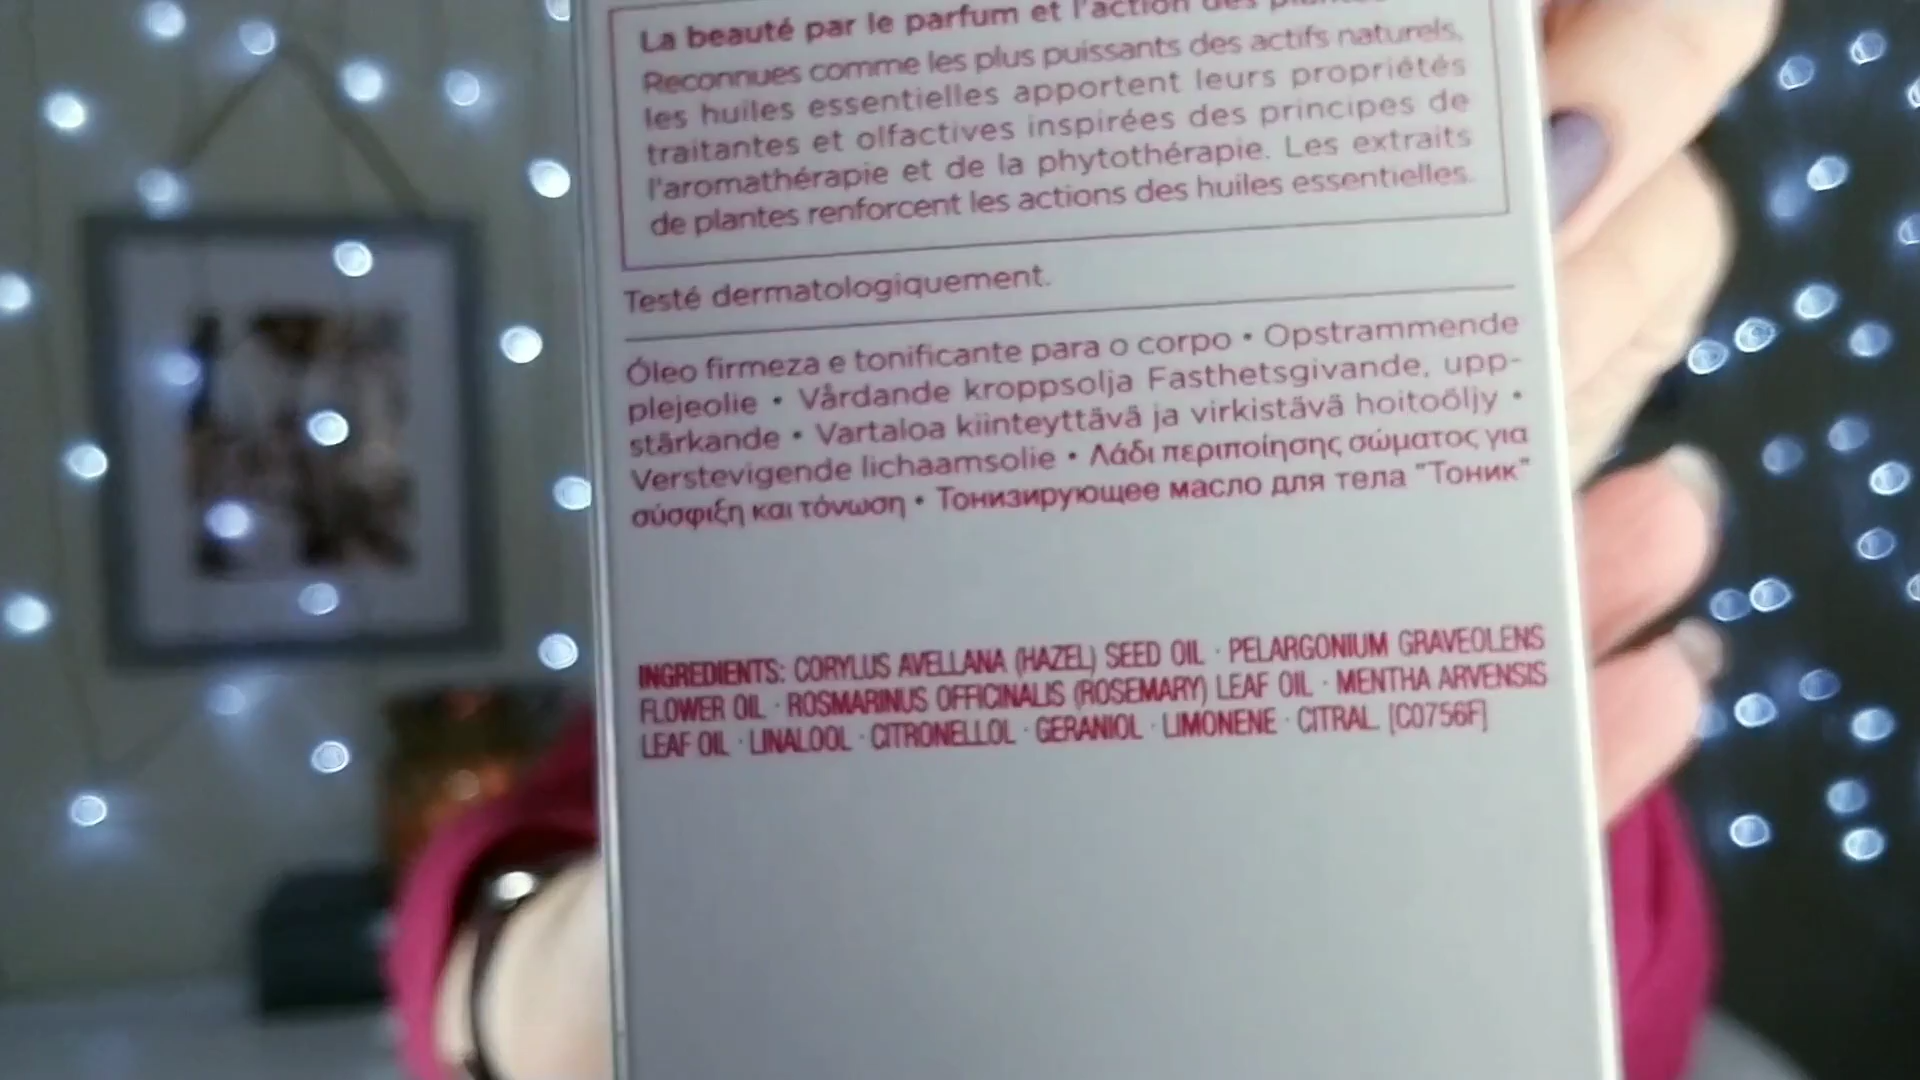 La beauté par le parfum et l'action des plantes
Reconnues comme les plus puissants des actifs naturels,
les huiles essentielles apportent leurs propriétés
traitantes et olfactives inspirées des principes de
l'aromathérapie et de la phytothérapie. Les extraits
de plantes renforcent les actions des huiles essentielles.
Testé dermatologiquement.
Óleo firmeza e tonificante para o corpo • Opstrammende
plejeolie • Vårdande kroppsolja Fasthetsgivande, upp-
stärkande • Vartaloa kiinteyttävä ja virkistävä hoitoöljy •
Verstevigende lichaamsolie • Λάδι περιποίησης σώματος για
σύσφιξη και τόνωση • Тонизирующее масло для тела "Тоник"
INGREDIENTS: CORYLUS AVELLANA (HAZEL) SEED OIL · PELARGONIUM GRAVEOLENS
FLOWER OIL · ROSMARINUS OFFICINALIS (ROSEMARY) LEAF OIL · MENTHA ARVENSIS
LEAF OIL · LINALOOL · CITRONELLOL · GERANIOL · LIMONENE · CITRAL [C0756F]